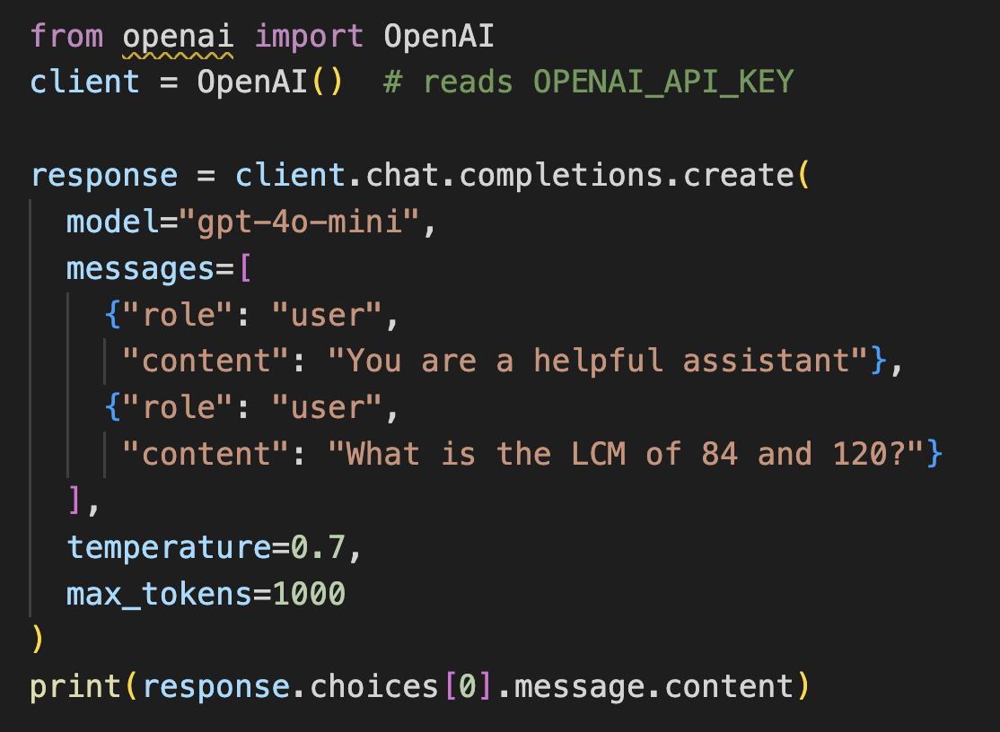 from openai import OpenAI
client = OpenAI()  # reads OPENAI_API_KEY

response = client.chat.completions.create(
  model="gpt-4o-mini",
  messages=[
    {"role": "user",
     "content": "You are a helpful assistant"},
    {"role": "user",
     "content": "What is the LCM of 84 and 120?"}
  ],
  temperature=0.7,
  max_tokens=1000
)
print(response.choices[0].message.content)